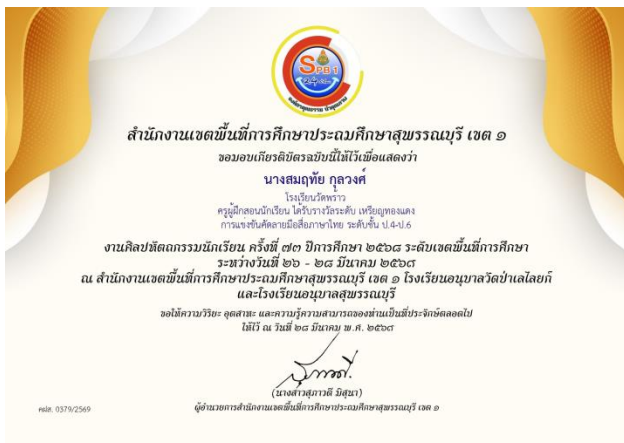 SPB1
สำนักงานเขตพื้นที่การศึกษาประถมศึกษาสุพรรณบุรี เขต ๑
ขอมอบเกียรติบัตรฉบับนี้ให้ไว้เพื่อแสดงว่า
นางสมฤทัย กุลวงศ์
โรงเรียนวัดพร้าว
ครูผู้ฝึกสอนนักเรียน ได้รับรางวัลระดับ เหรียญทองแดง
การแข่งขันคัดลายมือสื่อภาษาไทย ระดับชั้น ป.4-ป.6
งานศิลปหัตถกรรมนักเรียน ครั้งที่ ๗๓ ปีการศึกษา ๒๕๖๘ ระดับเขตพื้นที่การศึกษา
ระหว่างวันที่ ๒๖ - ๒๘ มีนาคม ๒๕๖๙
ณ สำนักงานเขตพื้นที่การศึกษาประถมศึกษาสุพรรณบุรี เขต ๑ โรงเรียนอนุบาลวัดป่าเลไลยก์
และโรงเรียนอนุบาลสุพรรณบุรี
ขอให้ความวิริยะ อุตสาหะ และความรู้ความสามารถของท่านเป็นที่ประจักษ์ตลอดไป
ให้ไว้ ณ วันที่ ๒๘ มีนาคม พ.ศ. ๒๕๖๙
(นางสาวสุภาวดี มิสุนา)
ผู้อำนวยการสำนักงานเขตพื้นที่การศึกษาประถมศึกษาสุพรรณบุรี เขต ๑
คปส. 0379/2569